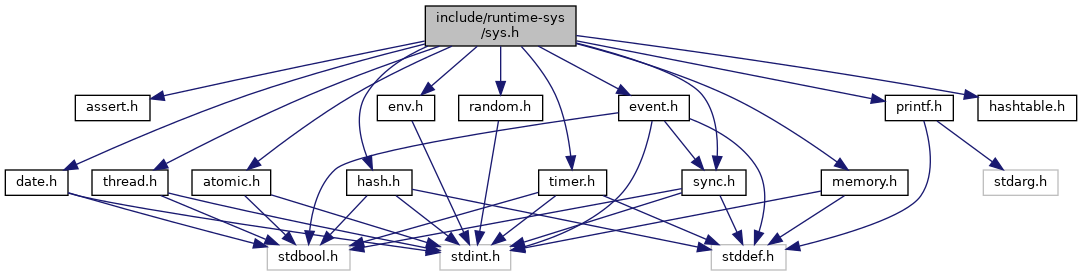 include/runtime-sys
/sys.h
assert.h
env.h
random.h
event.h
printf.h
hashtable.h
date.h
thread.h
atomic.h
hash.h
timer.h
sync.h
memory.h
stdarg.h
stdbool.h
stdint.h
stddef.h